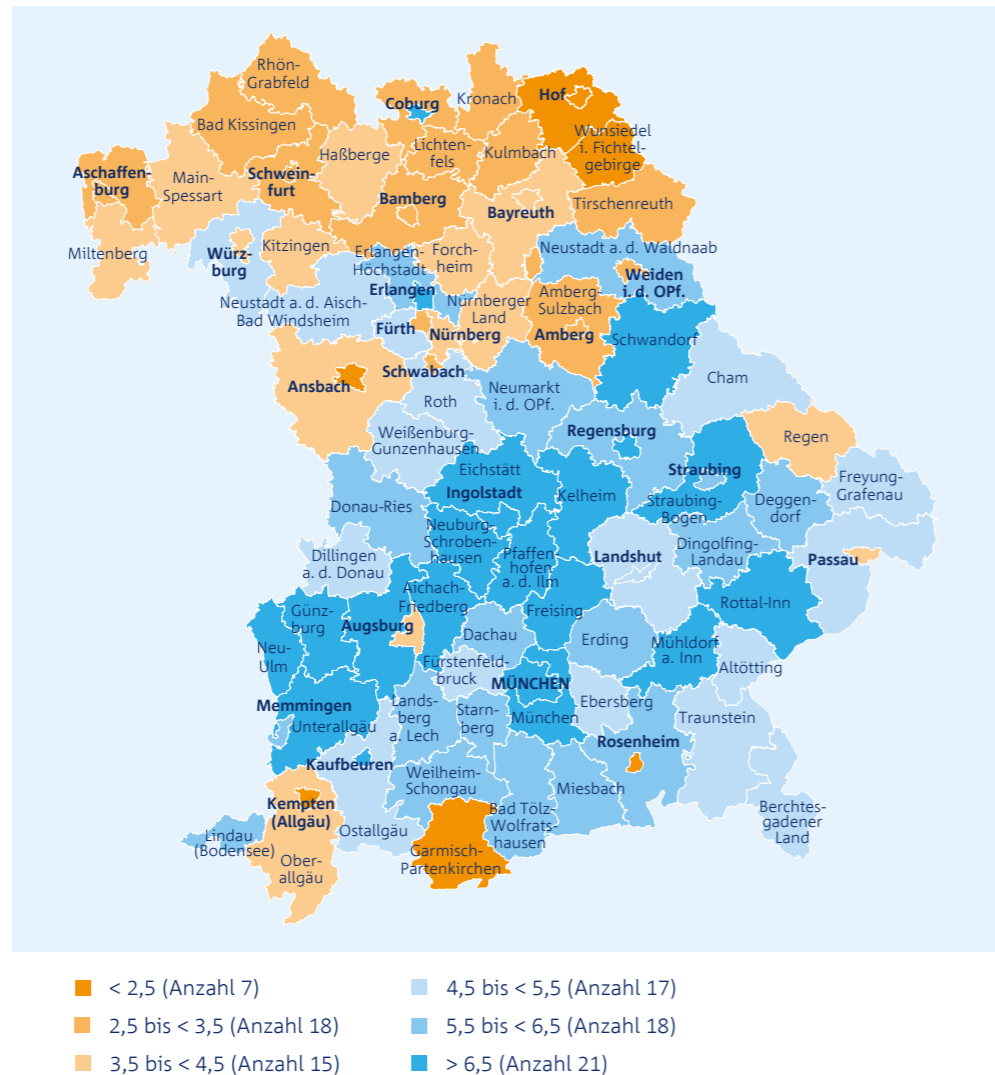 Rhön-
Grabfeld
Coburg
Kronach
Hof
Bad Kissingen
Wunsiedel
i. Fichtel-
gebirge
Haßberge
Lichten-
fels
Kulmbach
Aschaffen-
burg
Main-
Spessart
Schwein-
furt
Bamberg
Bayreuth
Tirschenreuth
Miltenberg
Würz-
burg
Kitzingen
Erlangen-
Höchstadt
Forch-
heim
Neustadt a. d. Waldnaab
Weiden
i. d. OPf.
Erlangen
Neustadt a. d. Aisch-
Bad Windsheim
Nürnberger
Land
Amberg-
Sulzbach
Fürth
Nürnberg
Amberg
Schwandorf
Ansbach
Schwabach
Roth
Neumarkt
i. d. OPf.
Cham
Weißenburg-
Gunzenhausen
Regensburg
Regen
Eichstätt
Straubing
Freyung-
Grafenau
Ingolstadt
Kelheim
Donau-Ries
Straubing-
Bogen
Deggen-
dorf
Neuburg-
Schroben-
hausen
Pfaffen-
hofen
a. d. Ilm
Dillingen
a. d. Donau
Landshut
Dingolfing-
Landau
Passau
Aichach-
Friedberg
Günz-
burg
Augsburg
Freising
Rottal-Inn
Dachau
Erding
Mühldorf
a. Inn
Neu-
Ulm
Fürstenfeld-
bruck
Altötting
MÜNCHEN
Memmingen
Unterallgäu
Lands-
berg
a. Lech
Starn-
berg
München
Ebersberg
Traunstein
Rosenheim
Kaufbeuren
Weilheim-
Schongau
Miesbach
Kempten
(Allgäu)
Ostallgäu
Bad Tölz-
Wolfrats-
hausen
Berchtes-
gadener
Land
Lindau
(Bodensee)
Ober-
allgäu
Garmisch-
Partenkirchen
< 2,5 (Anzahl 7)
2,5 bis < 3,5 (Anzahl 18)
3,5 bis < 4,5 (Anzahl 15)
4,5 bis < 5,5 (Anzahl 17)
5,5 bis < 6,5 (Anzahl 18)
> 6,5 (Anzahl 21)